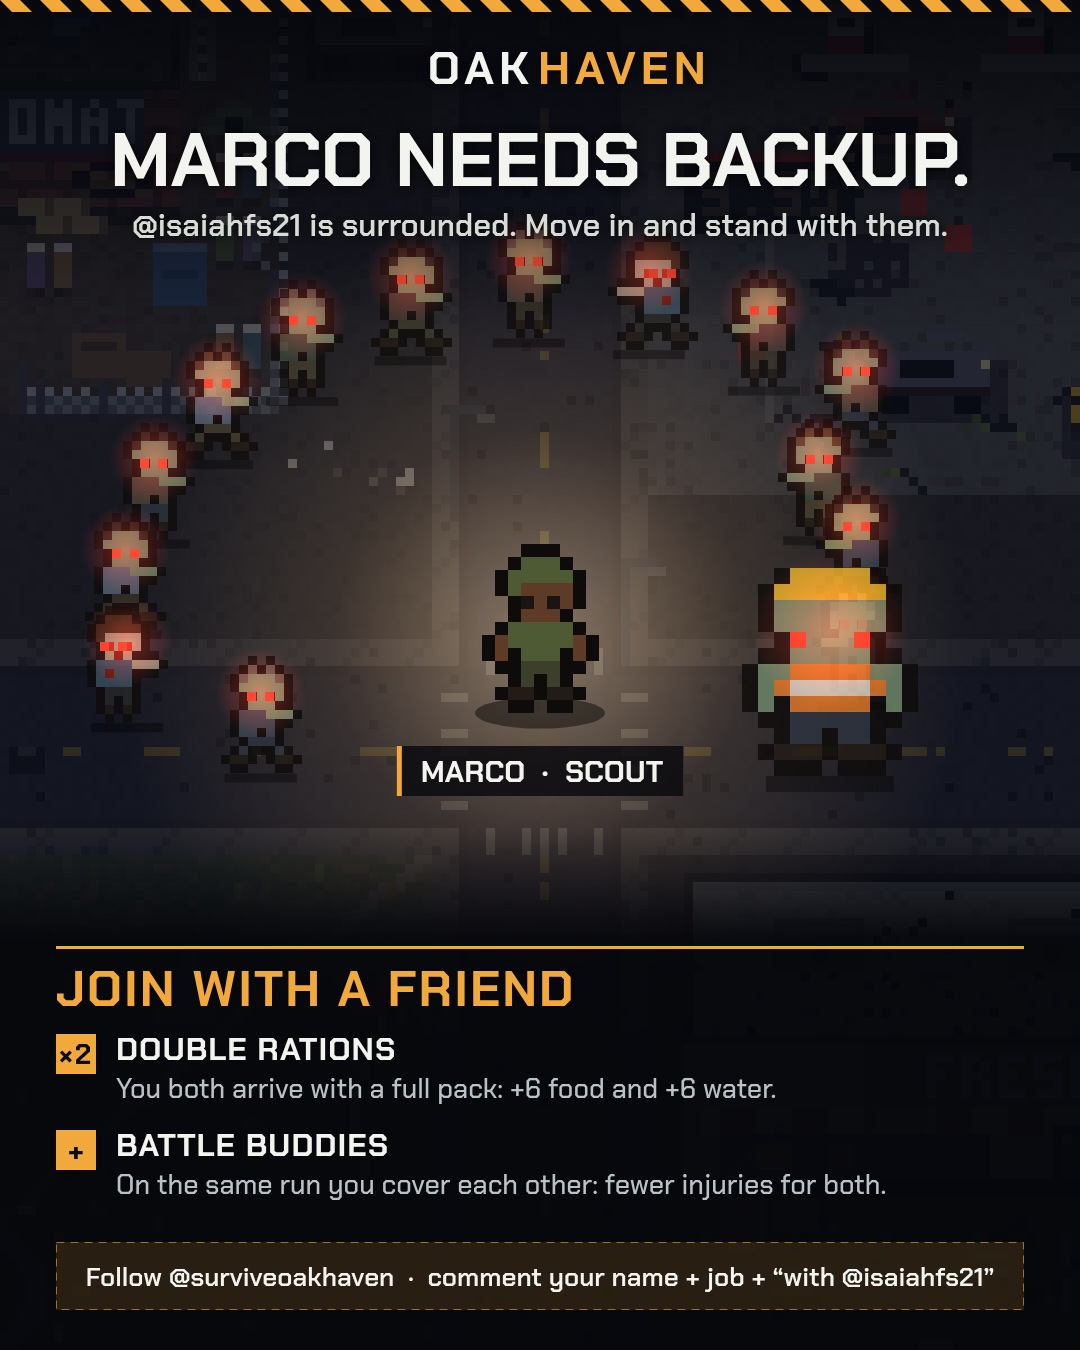 OAKHAVEN
MARCO NEEDS BACKUP.
@isaiahfs21 is surrounded. Move in and stand with them.
OMAT
MARCO · SCOUT
JOIN WITH A FRIEND
×2 DOUBLE RATIONS
You both arrive with a full pack: +6 food and +6 water.
+ BATTLE BUDDIES
On the same run you cover each other: fewer injuries for both.
Follow @surviveoakhaven · comment your name + job + “with @isaiahfs21”